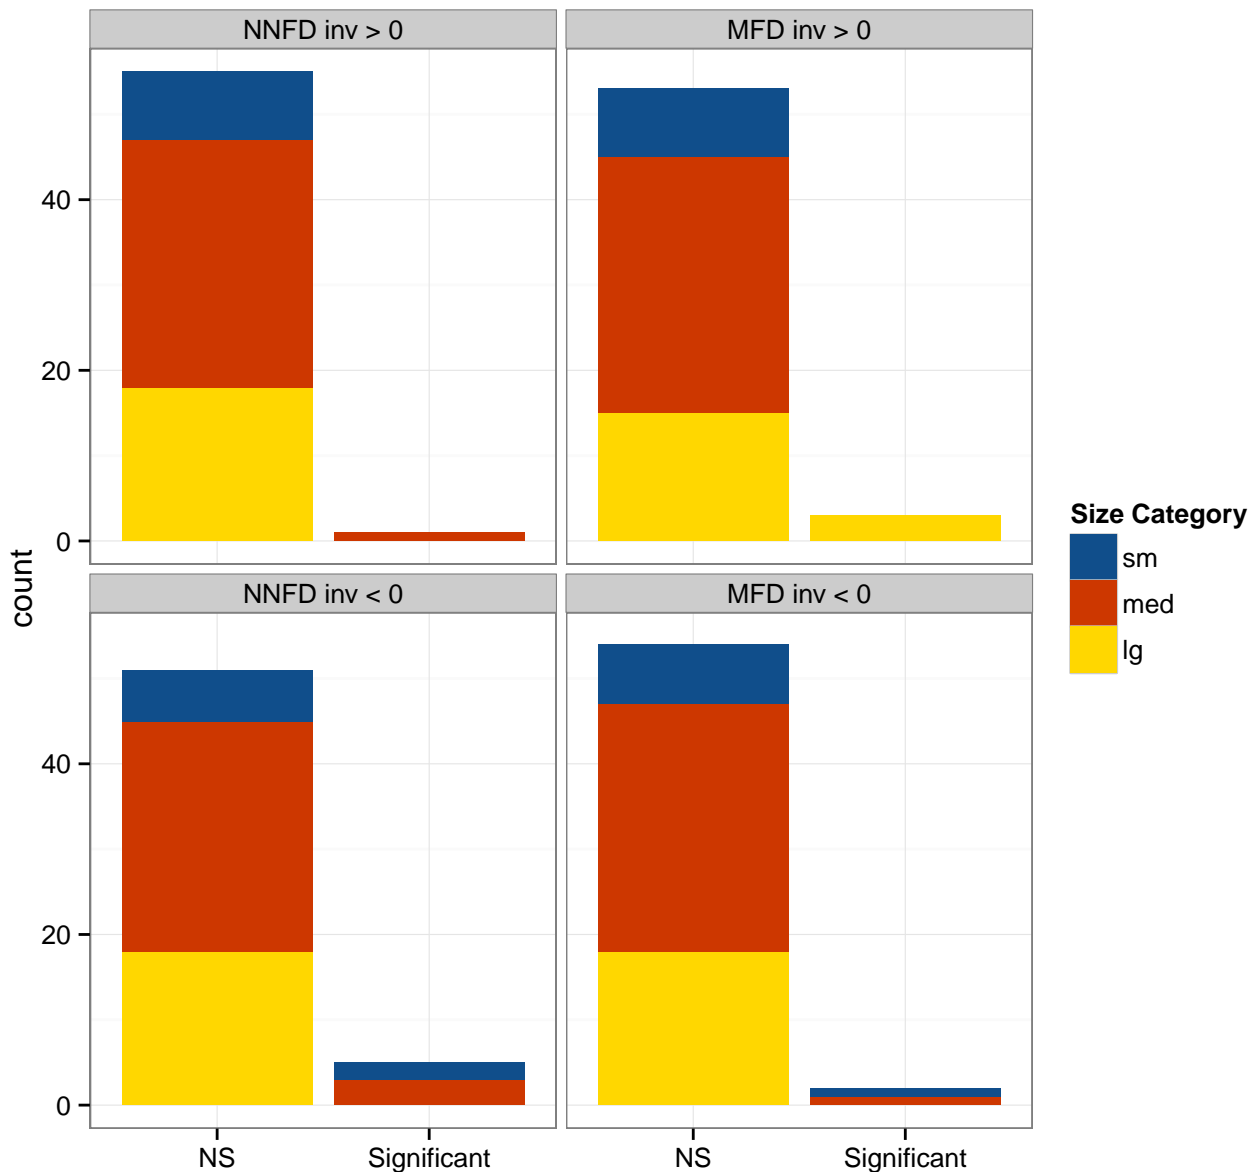 NNFD inv > 0
MFD inv > 0
40
20
0
count
NNFD inv < 0
MFD inv < 0
40
20
0
NS
Significant
NS
Significant
Size Category
sm
med
lg